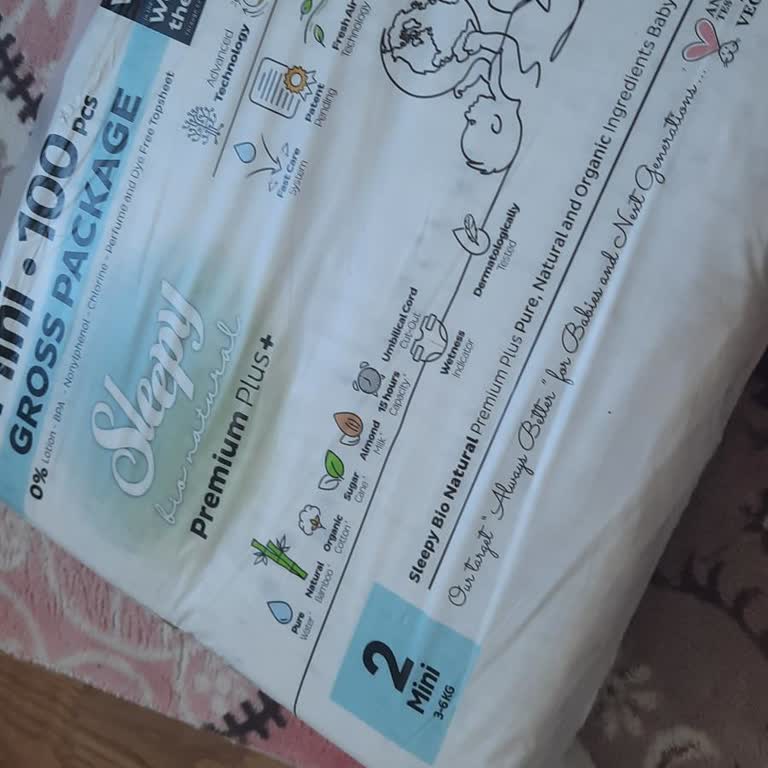 Mini • 100 pcs
GROSS PACKAGE
0% Lotion - BPA - Nonylphenol - Chlorine - Perfume and Dye Free Topsheet
Sleepy
bio natural
Premium Plus+
Advanced
Technology
Patent
Pending
Fresh Air
Technology
Fast Care
System
Pure
Water
Natural
Bamboo
Organic
Cotton
Sugar
Cane
Almond
Milk
15 hours
Capacity
Umbilical Cord
Cut-Out
Wetness
Indicator
Dermatologically
Tested
2
Mini
3-6 KG
Sleepy Bio Natural Premium Plus Pure, Natural and Organic Ingredients Baby
Our target "Always Better" for Babies and Next Generations....